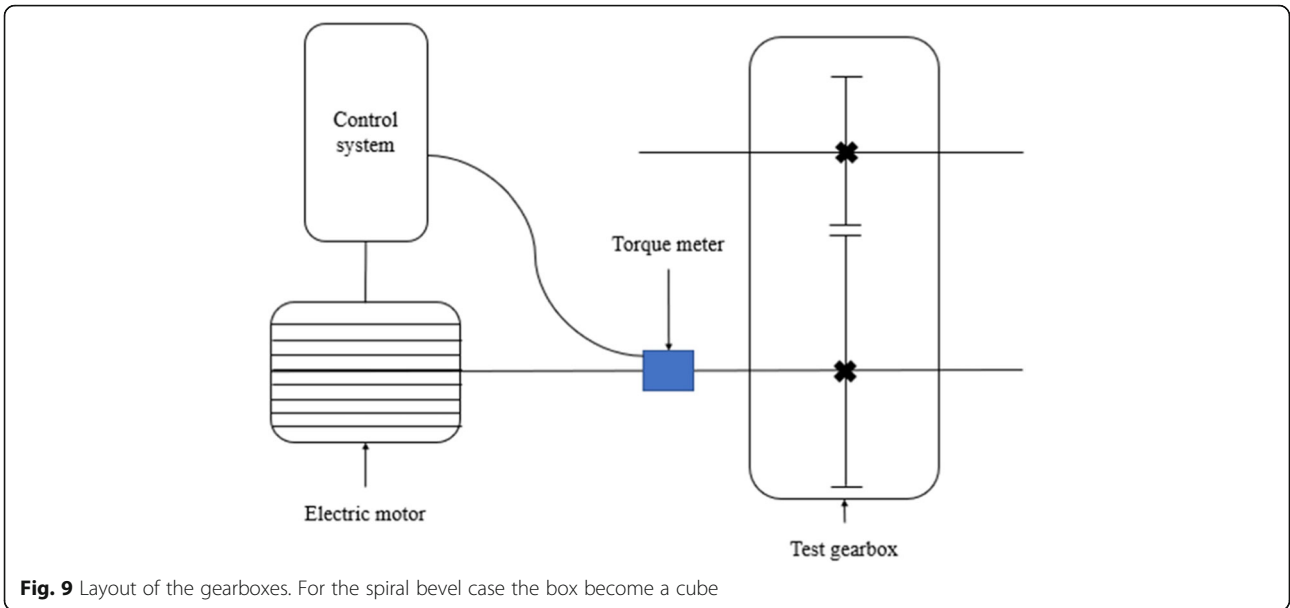 Control
system
Torque meter
Electric motor
Test gearbox
Fig. 9 Layout of the gearboxes. For the spiral bevel case the box become a cube